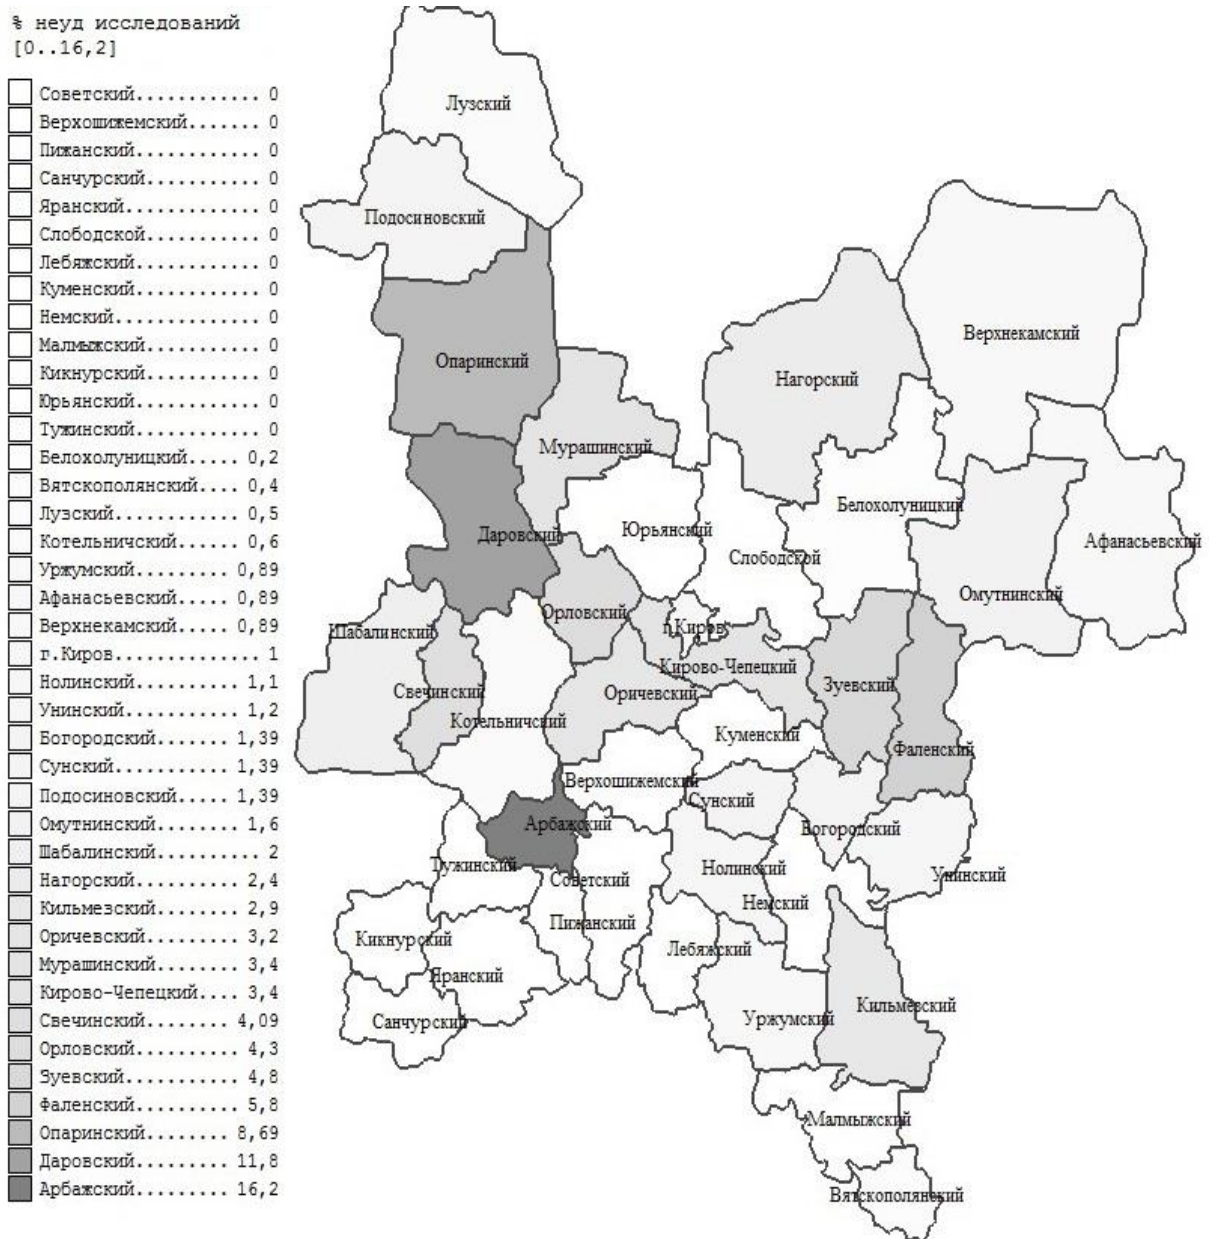 % неуд исследований
[0..16,2]
Советский............ 0
Верхошижемский....... 0
Пижанский............ 0
Санчурский........... 0
Яранский............. 0
Слободской........... 0
Лебяжский............ 0
Куменский............ 0
Немский.............. 0
Малмыжский........... 0
Кикнурский........... 0
Юрьянский............ 0
Тужинский............ 0
Белохолуницкий..... 0,2
Вятскополянский.... 0,4
Лузский............ 0,5
Котельничский...... 0,6
Уржумский......... 0,89
Афанасьевский..... 0,89
Верхнекамский..... 0,89
г.Киров.............. 1
Нолинский.......... 1,1
Унинский........... 1,2
Богородский....... 1,39
Сунский........... 1,39
Подосиновский..... 1,39
Омутнинский........ 1,6
Шабалинский.......... 2
Нагорский.......... 2,4
Кильмезский........ 2,9
Оричевский......... 3,2
Мурашинский........ 3,4
Кирово-Чепецкий.... 3,4
Свечинский........ 4,09
Орловский.......... 4,3
Зуевский........... 4,8
Фаленский.......... 5,8
Опаринский........ 8,69
Даровский......... 11,8
Арбажский......... 16,2
Лузский
Подосиновский
Опаринский
Верхнекамский
Нагорский
Мурашинский
Белохолуницкий
Юрьянский
Даровский
Афанасьевский
Слободской
Омутнинский
Орловский
г.Киров
Шабалинский
Кирово-Чепецкий
Зуевский
Свечинский
Оричевский
Котельничский
Куменский
Фаленский
Верхошижемский
Сунский
Арбажский
Богородский
Тужинский
Нолинский
Унинский
Советский
Немский
Пижанский
Кикнурский
Лебяжский
Яранский
Кильмезский
Уржумский
Санчурский
Малмыжский
Вятскополянский